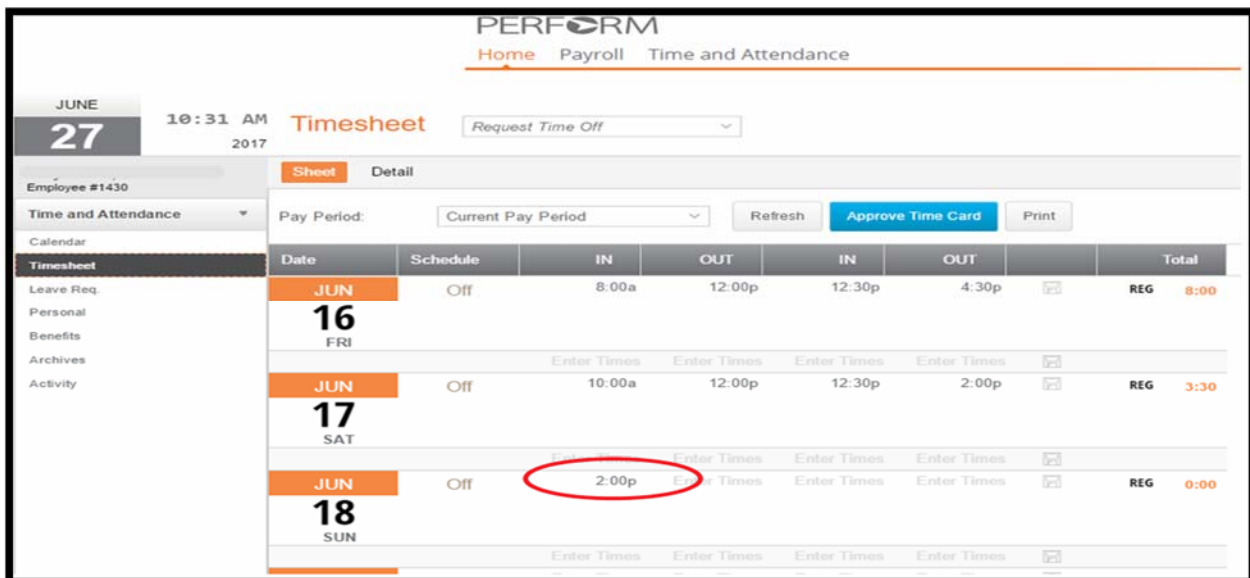 PERFORM
Home Payroll Time and Attendance
JUNE
27
10:31 AM
2017
Timesheet
Request Time Off
Employee #1430
Sheet Detail
Time and Attendance
Pay Period: Current Pay Period Refresh Approve Time Card Print
Calendar
Timesheet
Leave Req.
Personal
Benefits
Archives
Activity
Date Schedule IN OUT IN OUT Total
JUN Off 8:00a 12:00p 12:30p 4:30p REG 8:00
16
FRI
Enter Times Enter Times Enter Times Enter Times
JUN Off 10:00a 12:00p 12:30p 2:00p REG 3:30
17
SAT
Enter Times Enter Times Enter Times Enter Times
JUN Off 2:00p Enter Times Enter Times Enter Times REG 0:00
18
SUN
Enter Times Enter Times Enter Times Enter Times